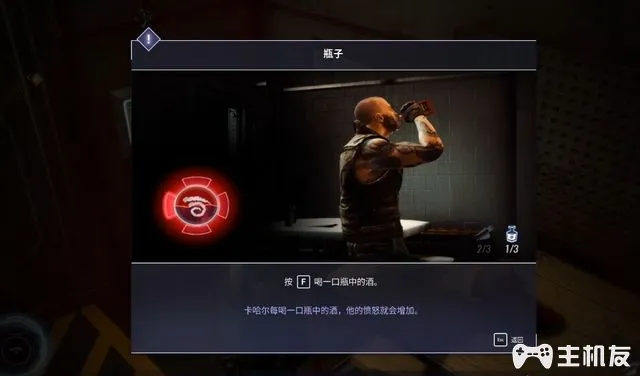 瓶子
2/3
1/3
按 F 喝一口瓶中的酒。
卡哈尔每喝一口瓶中的酒，他的愤怒就会增加。
Esc 返回
主机友